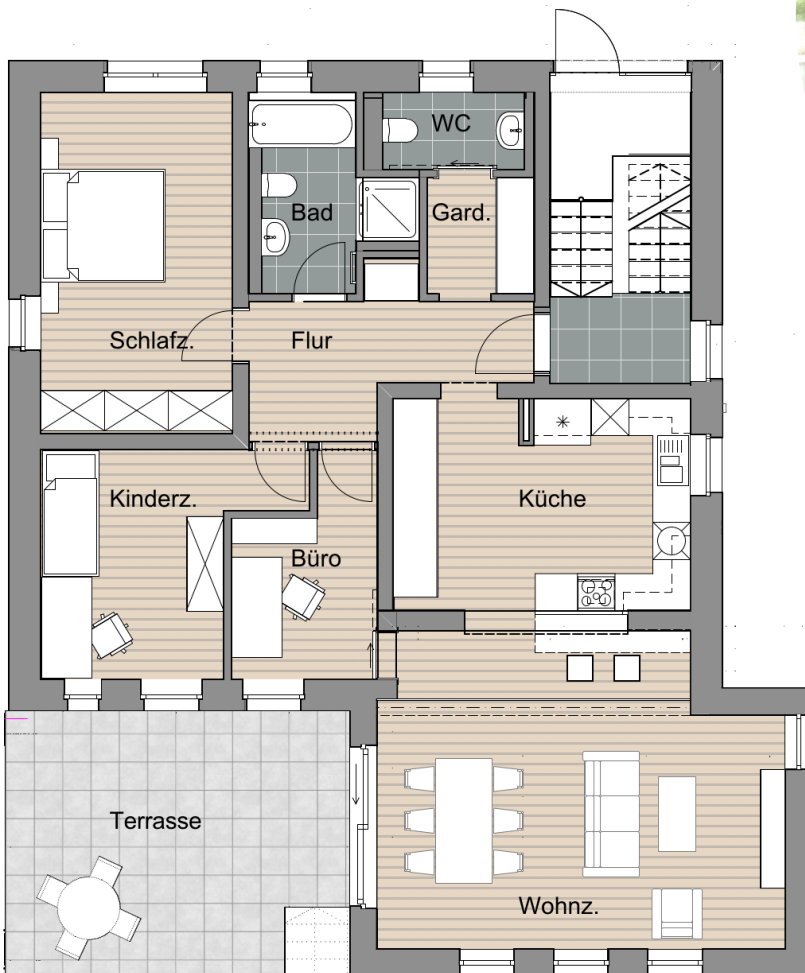 WC
Bad
Gard.
Schlafz.
Flur
Kinderz.
Küche
Büro
Terrasse
Wohnz.